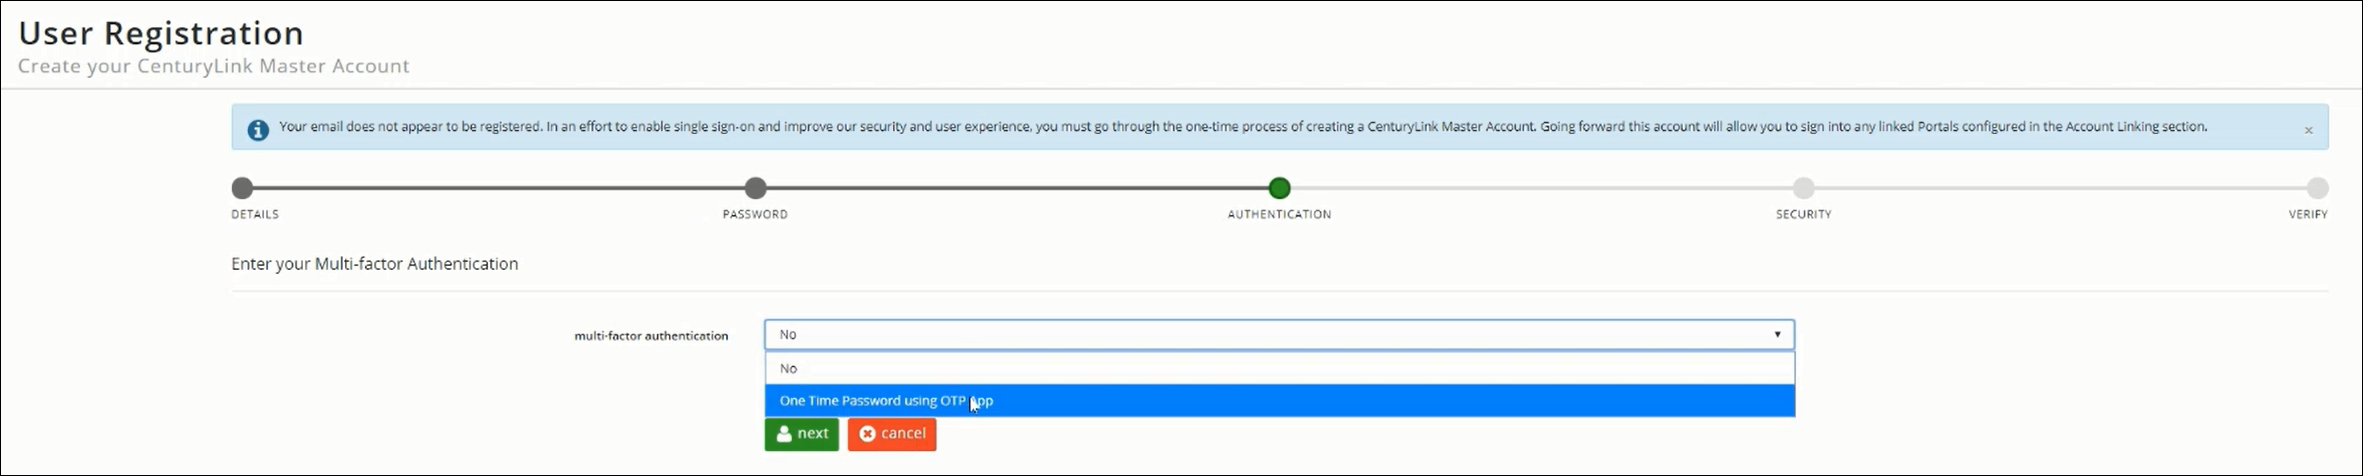 User Registration
Create your CenturyLink Master Account
Your email does not appear to be registered. In an effort to enable single sign-on and improve our security and user experience, you must go through the one-time process of creating a CenturyLink Master Account. Going forward this account will allow you to sign into any linked Portals configured in the Account Linking section. ×
DETAILS PASSWORD AUTHENTICATION SECURITY VERIFY
Enter your Multi-factor Authentication
multi-factor authentication No
No
One Time Password using OTP App
next cancel